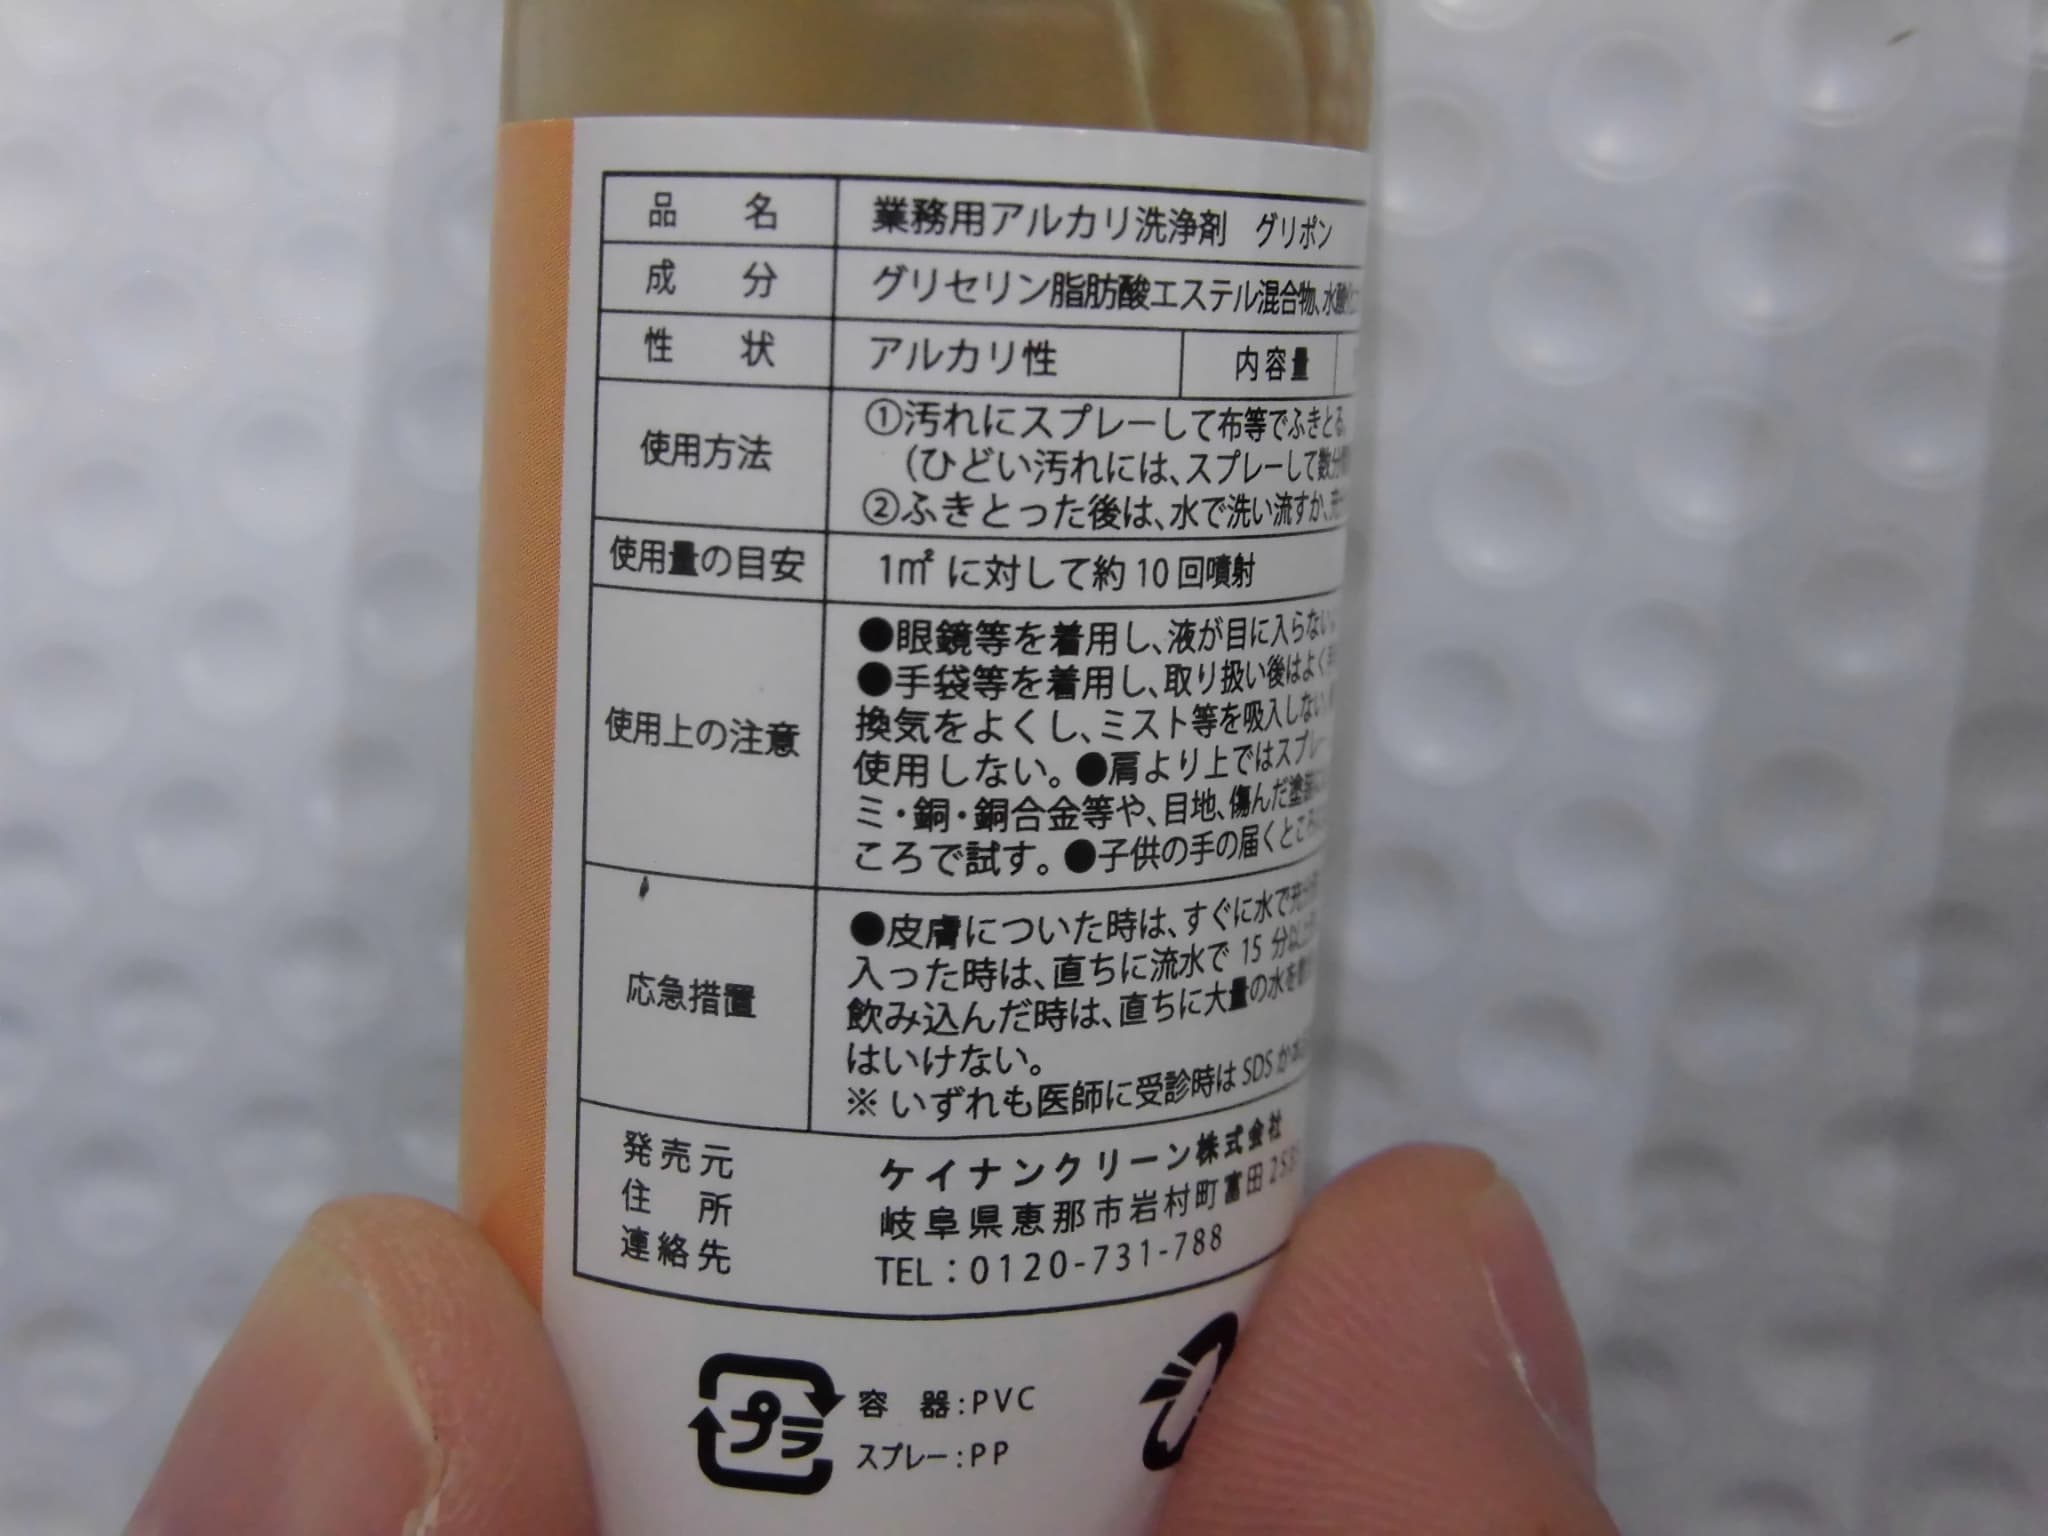 品名 業務用アルカリ洗浄剤 グリポン
成分 グリセリン脂肪酸エステル混合物、水酸化
性状 アルカリ性 内容量
使用方法
①汚れにスプレーして布等でふきとる。
（ひどい汚れには、スプレーして数分間
②ふきとった後は、水で洗い流すか、
使用量の目安 1㎡に対して約10回噴射
使用上の注意
●眼鏡等を着用し、液が目に入らない
●手袋等を着用し、取り扱い後はよく
換気をよくし、ミスト等を吸入しない。
使用しない。●肩より上ではスプレー
ミ・銅・銅合金等や、目地、傷んだ塗装
ころで試す。●子供の手の届くところ
応急措置
●皮膚についた時は、すぐに水で充分
入った時は、直ちに流水で 15 分以上
飲み込んだ時は、直ちに大量の水を
はいけない。
※いずれも医師に受診時は SDS か
発売元 ケイナンクリーン株式会社
住所 岐阜県恵那市岩村町富田
連絡先 TEL：0120-731-788
プラ
容器：PVC
スプレー：PP